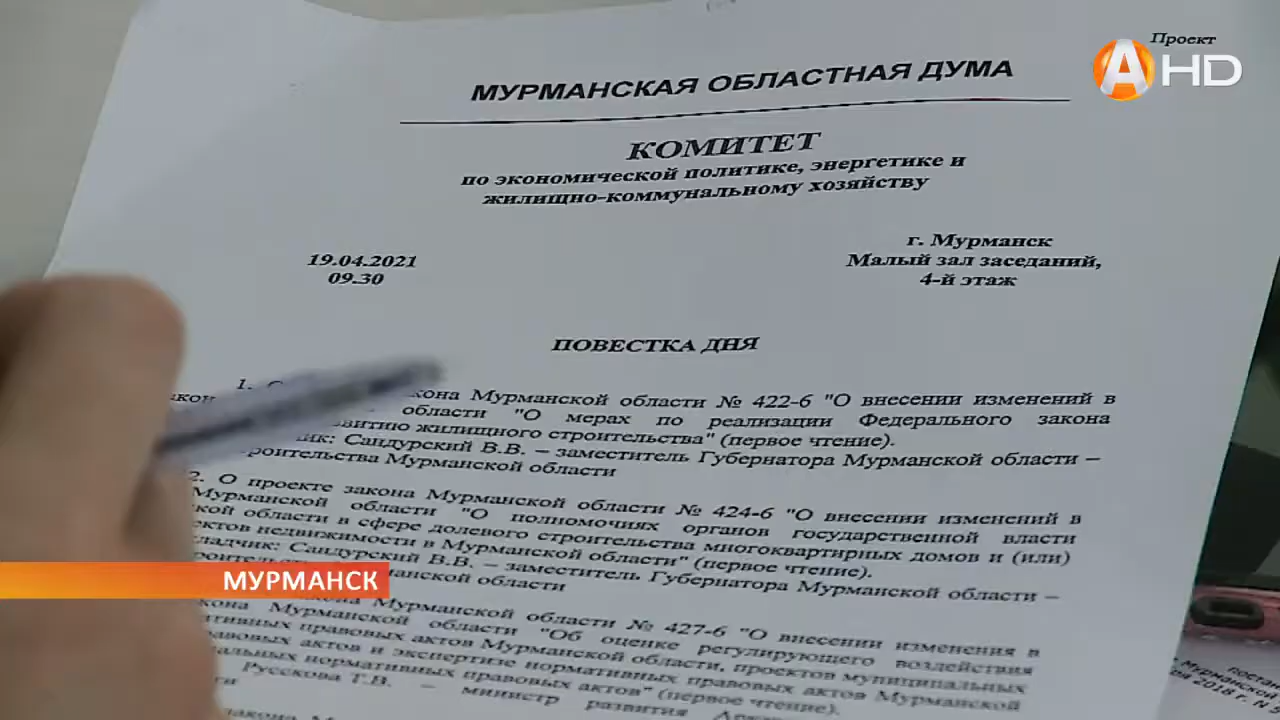 Проект
А HD
МУРМАНСКАЯ ОБЛАСТНАЯ ДУМА
КОМИТЕТ
по экономической политике, энергетике и
жилищно-коммунальному хозяйству
19.04.2021
09.30
г. Мурманск
Малый зал заседаний,
4-й этаж
ПОВЕСТКА ДНЯ
1. Мурманской области № 422-6 "О внесении изменений в
области "О мерах по реализации Федерального закона
жилищного строительства" (первое чтение).
Сандурский В.В. – заместитель Губернатора Мурманской области –
Мурманской области
2. О проекте закона Мурманской области № 424-6 "О внесении изменений в
Мурманской области "О полномочиях органов государственной власти
области в сфере долевого строительства многоквартирных домов и (или)
недвижимости в Мурманской области" (первое чтение).
Сандурский В.В. – заместитель Губернатора Мурманской области –
области
Мурманской области № 427-6 "О внесении изменения в
Мурманской области "Об оценке регулирующего воздействия
правовых актов Мурманской области, проектов муниципальных
актов и экспертизе нормативных правовых актов Мурманской
нормативных правовых актов" (первое чтение).
Русскова Т.В. – министр развития
МУРМАНСК